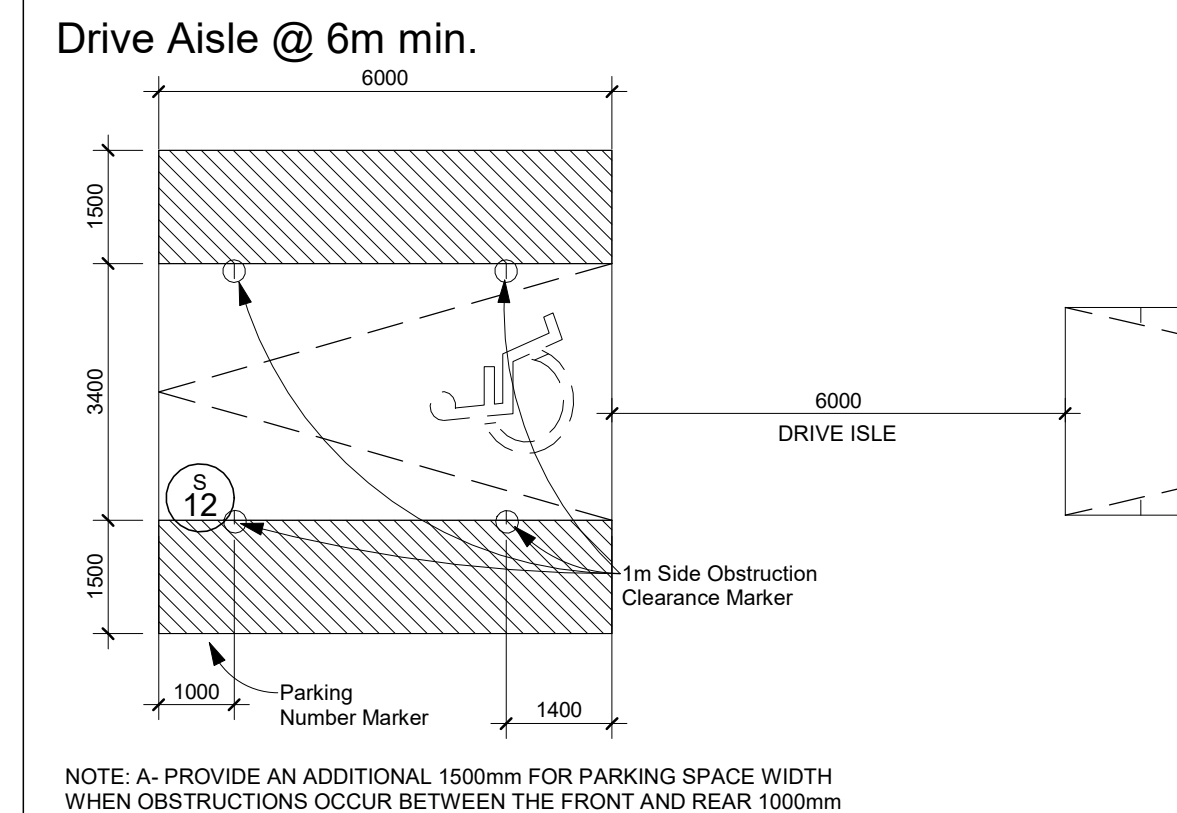 Drive Aisle @ 6m min.
6000
1500
3400
6000
DRIVE ISLE
S
12
1500
1m Side Obstruction
Clearance Marker
1000
Parking
Number Marker
1400
NOTE: A- PROVIDE AN ADDITIONAL 1500mm FOR PARKING SPACE WIDTH
WHEN OBSTRUCTIONS OCCUR BETWEEN THE FRONT AND REAR 1000mm